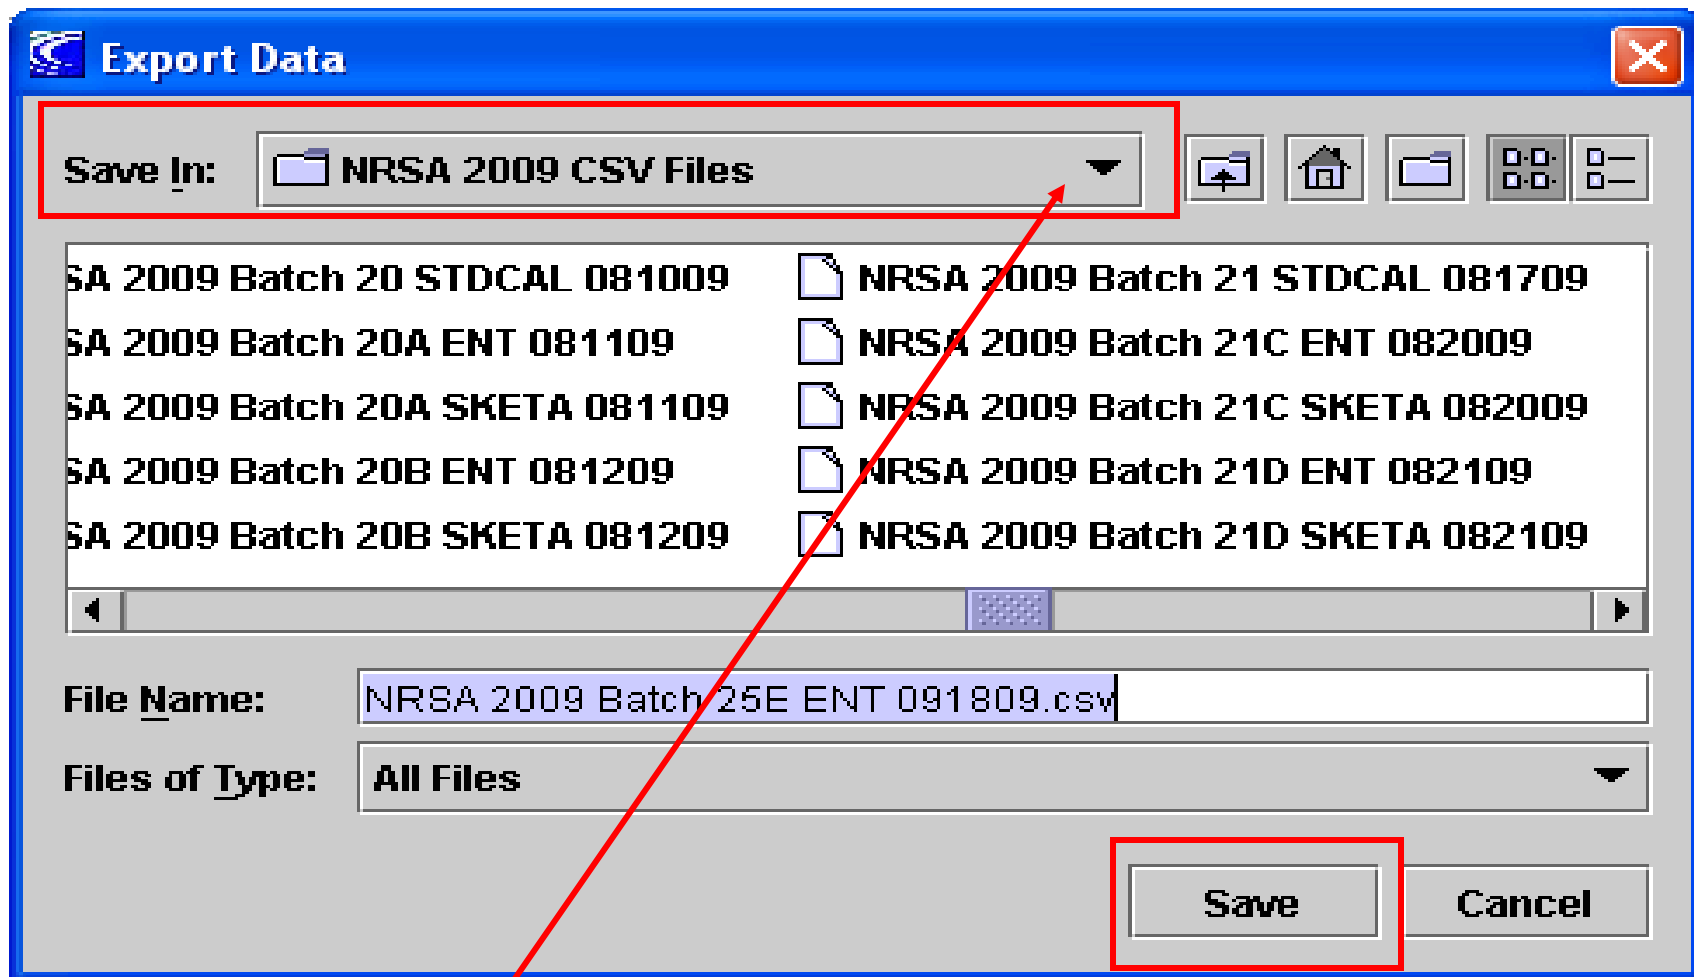 Export Data
Save In: NRSA 2009 CSV Files
SA 2009 Batch 20 STDCAL 081009 NRSA 2009 Batch 21 STDCAL 081709
SA 2009 Batch 20A ENT 081109 NRSA 2009 Batch 21C ENT 082009
SA 2009 Batch 20A SKETA 081109 NRSA 2009 Batch 21C SKETA 082009
SA 2009 Batch 20B ENT 081209 NRSA 2009 Batch 21D ENT 082109
SA 2009 Batch 20B SKETA 081209 NRSA 2009 Batch 21D SKETA 082109
File Name: NRSA 2009 Batch 25E ENT 091809.csv
Files of Type: All Files
Save Cancel